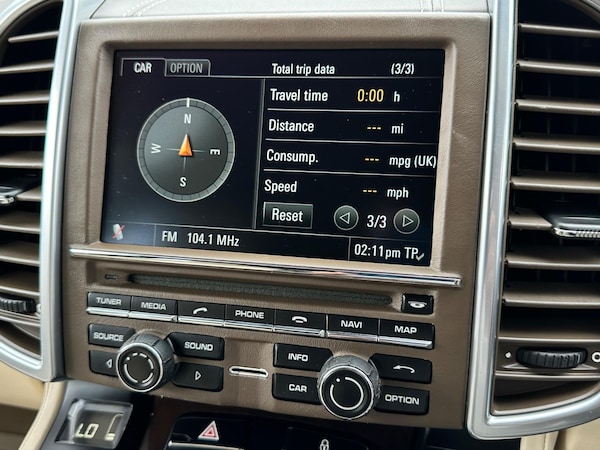 CAR OPTION Total trip data (3/3)
Travel time 0:00 h
Distance --- mi
Consump. --- mpg (UK)
Speed --- mph
Reset 3/3
N
W E
S
FM 104.1 MHz 02:11pm TP
TUNER MEDIA PHONE NAVI MAP
SOURCE SOUND INFO
CAR OPTION
LO